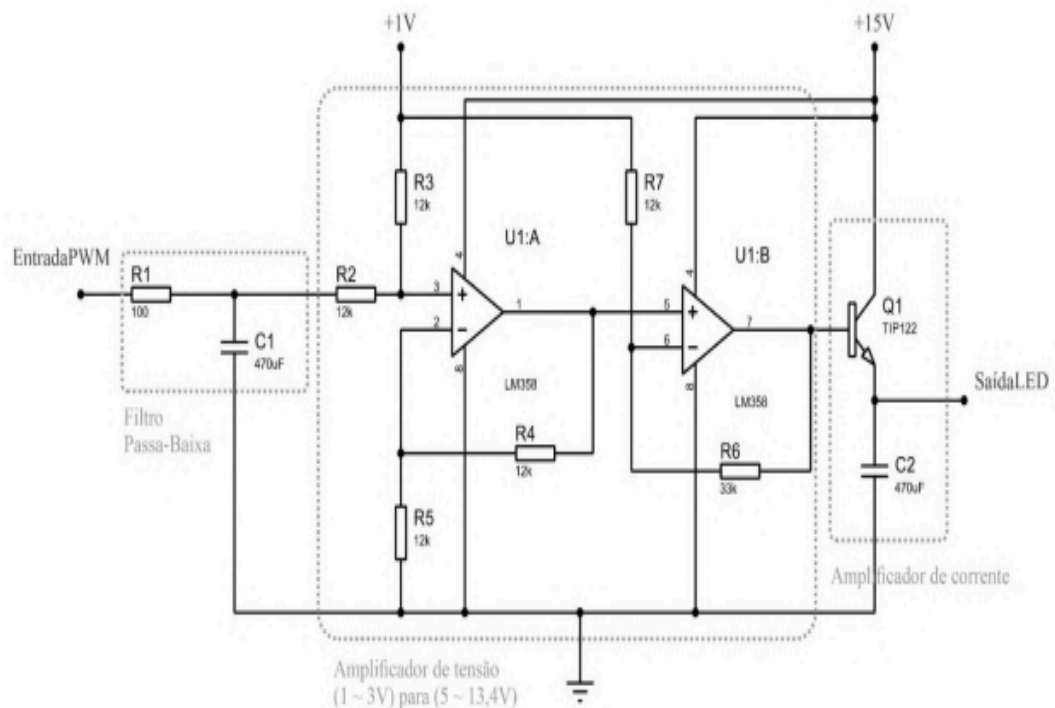 +1V
+15V
R3
12k
R7
12k
U1:A
U1:B
4
4
EntradaPWM
R1
100
R2
12k
3
2
1
8
5
6
7
8
Q1
TIP122
C1
470uF
LM358
LM358
SaídaLED
Filtro
Passa-Baixa
R4
12k
R6
33k
C2
470uF
R5
12k
Amplificador de corrente
Amplificador de tensão
(1 ~ 3V) para (5 ~ 13,4V)